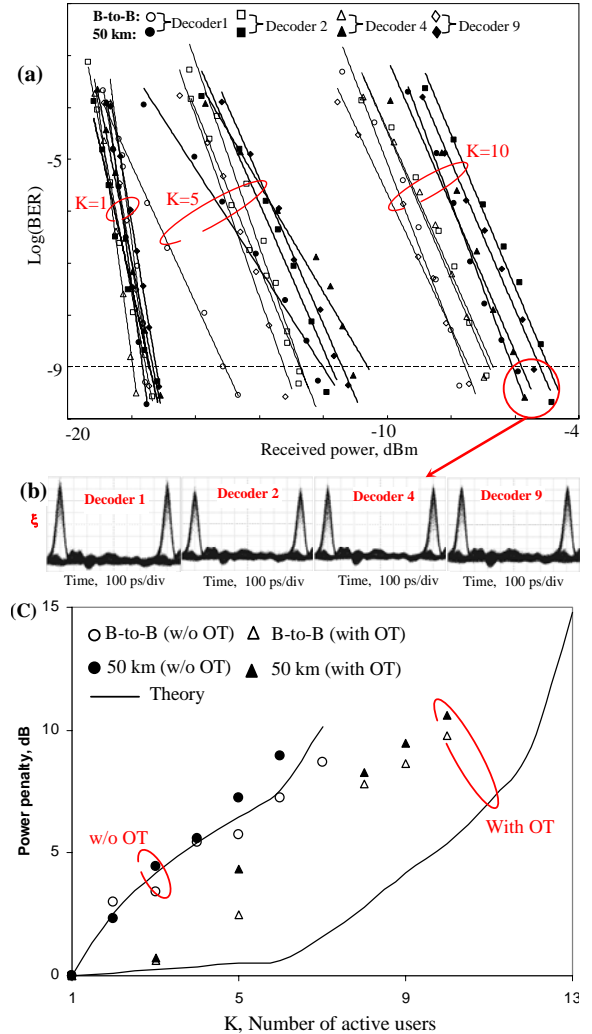 B-to-B:
Decoder1
Decoder 2
Decoder 4
Decoder 9
50 km:
(a)
Log(BER)
-5
-9
K=1
K=5
K=10
-20
-10
-4
Received power, dBm
(b)
ξ
Decoder 1
Decoder 2
Decoder 4
Decoder 9
Time, 100 ps/div
Time, 100 ps/div
Time, 100 ps/div
Time, 100 ps/div
(C)
15
10
5
0
Power penalty, dB
B-to-B (w/o OT)
B-to-B (with OT)
50 km (w/o OT)
50 km (with OT)
Theory
w/o OT
With OT
1
5
9
13
K, Number of active users